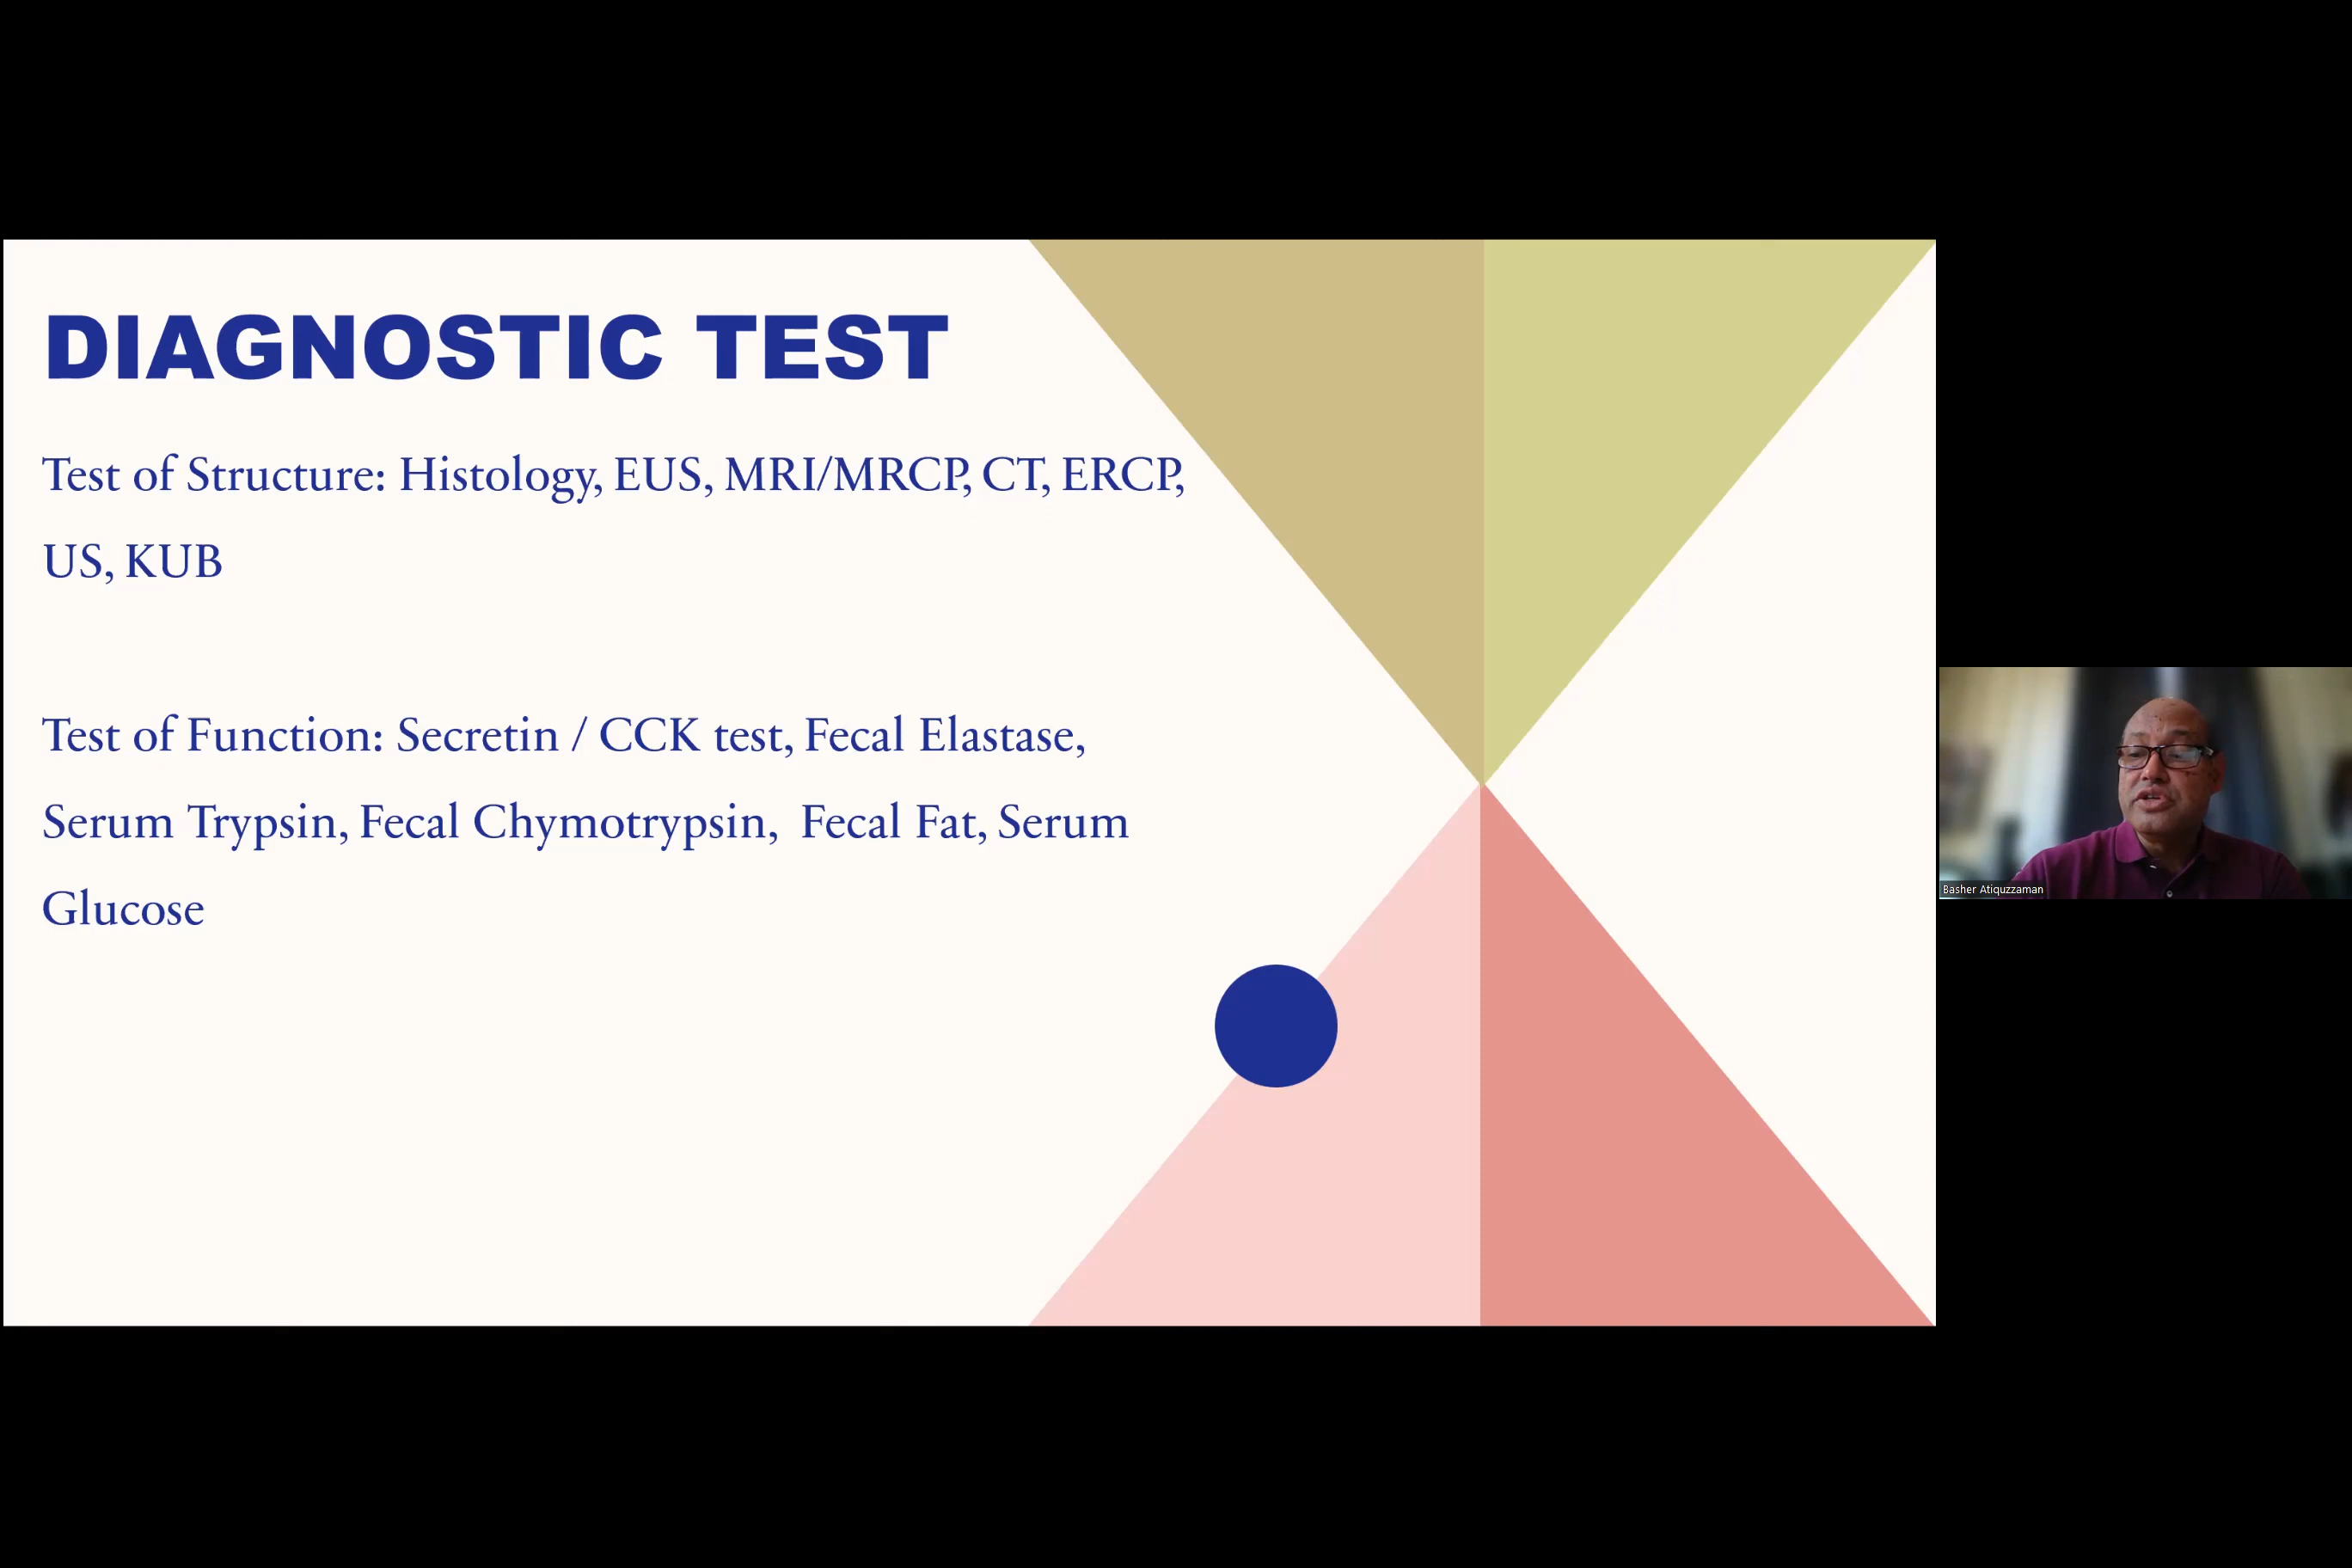 DIAGNOSTIC TEST
Test of Structure: Histology, EUS, MRI/MRCP, CT, ERCP,
US, KUB
Test of Function: Secretin / CCK test, Fecal Elastase,
Serum Trypsin, Fecal Chymotrypsin,  Fecal Fat, Serum
Glucose
Basher Atiquzzaman